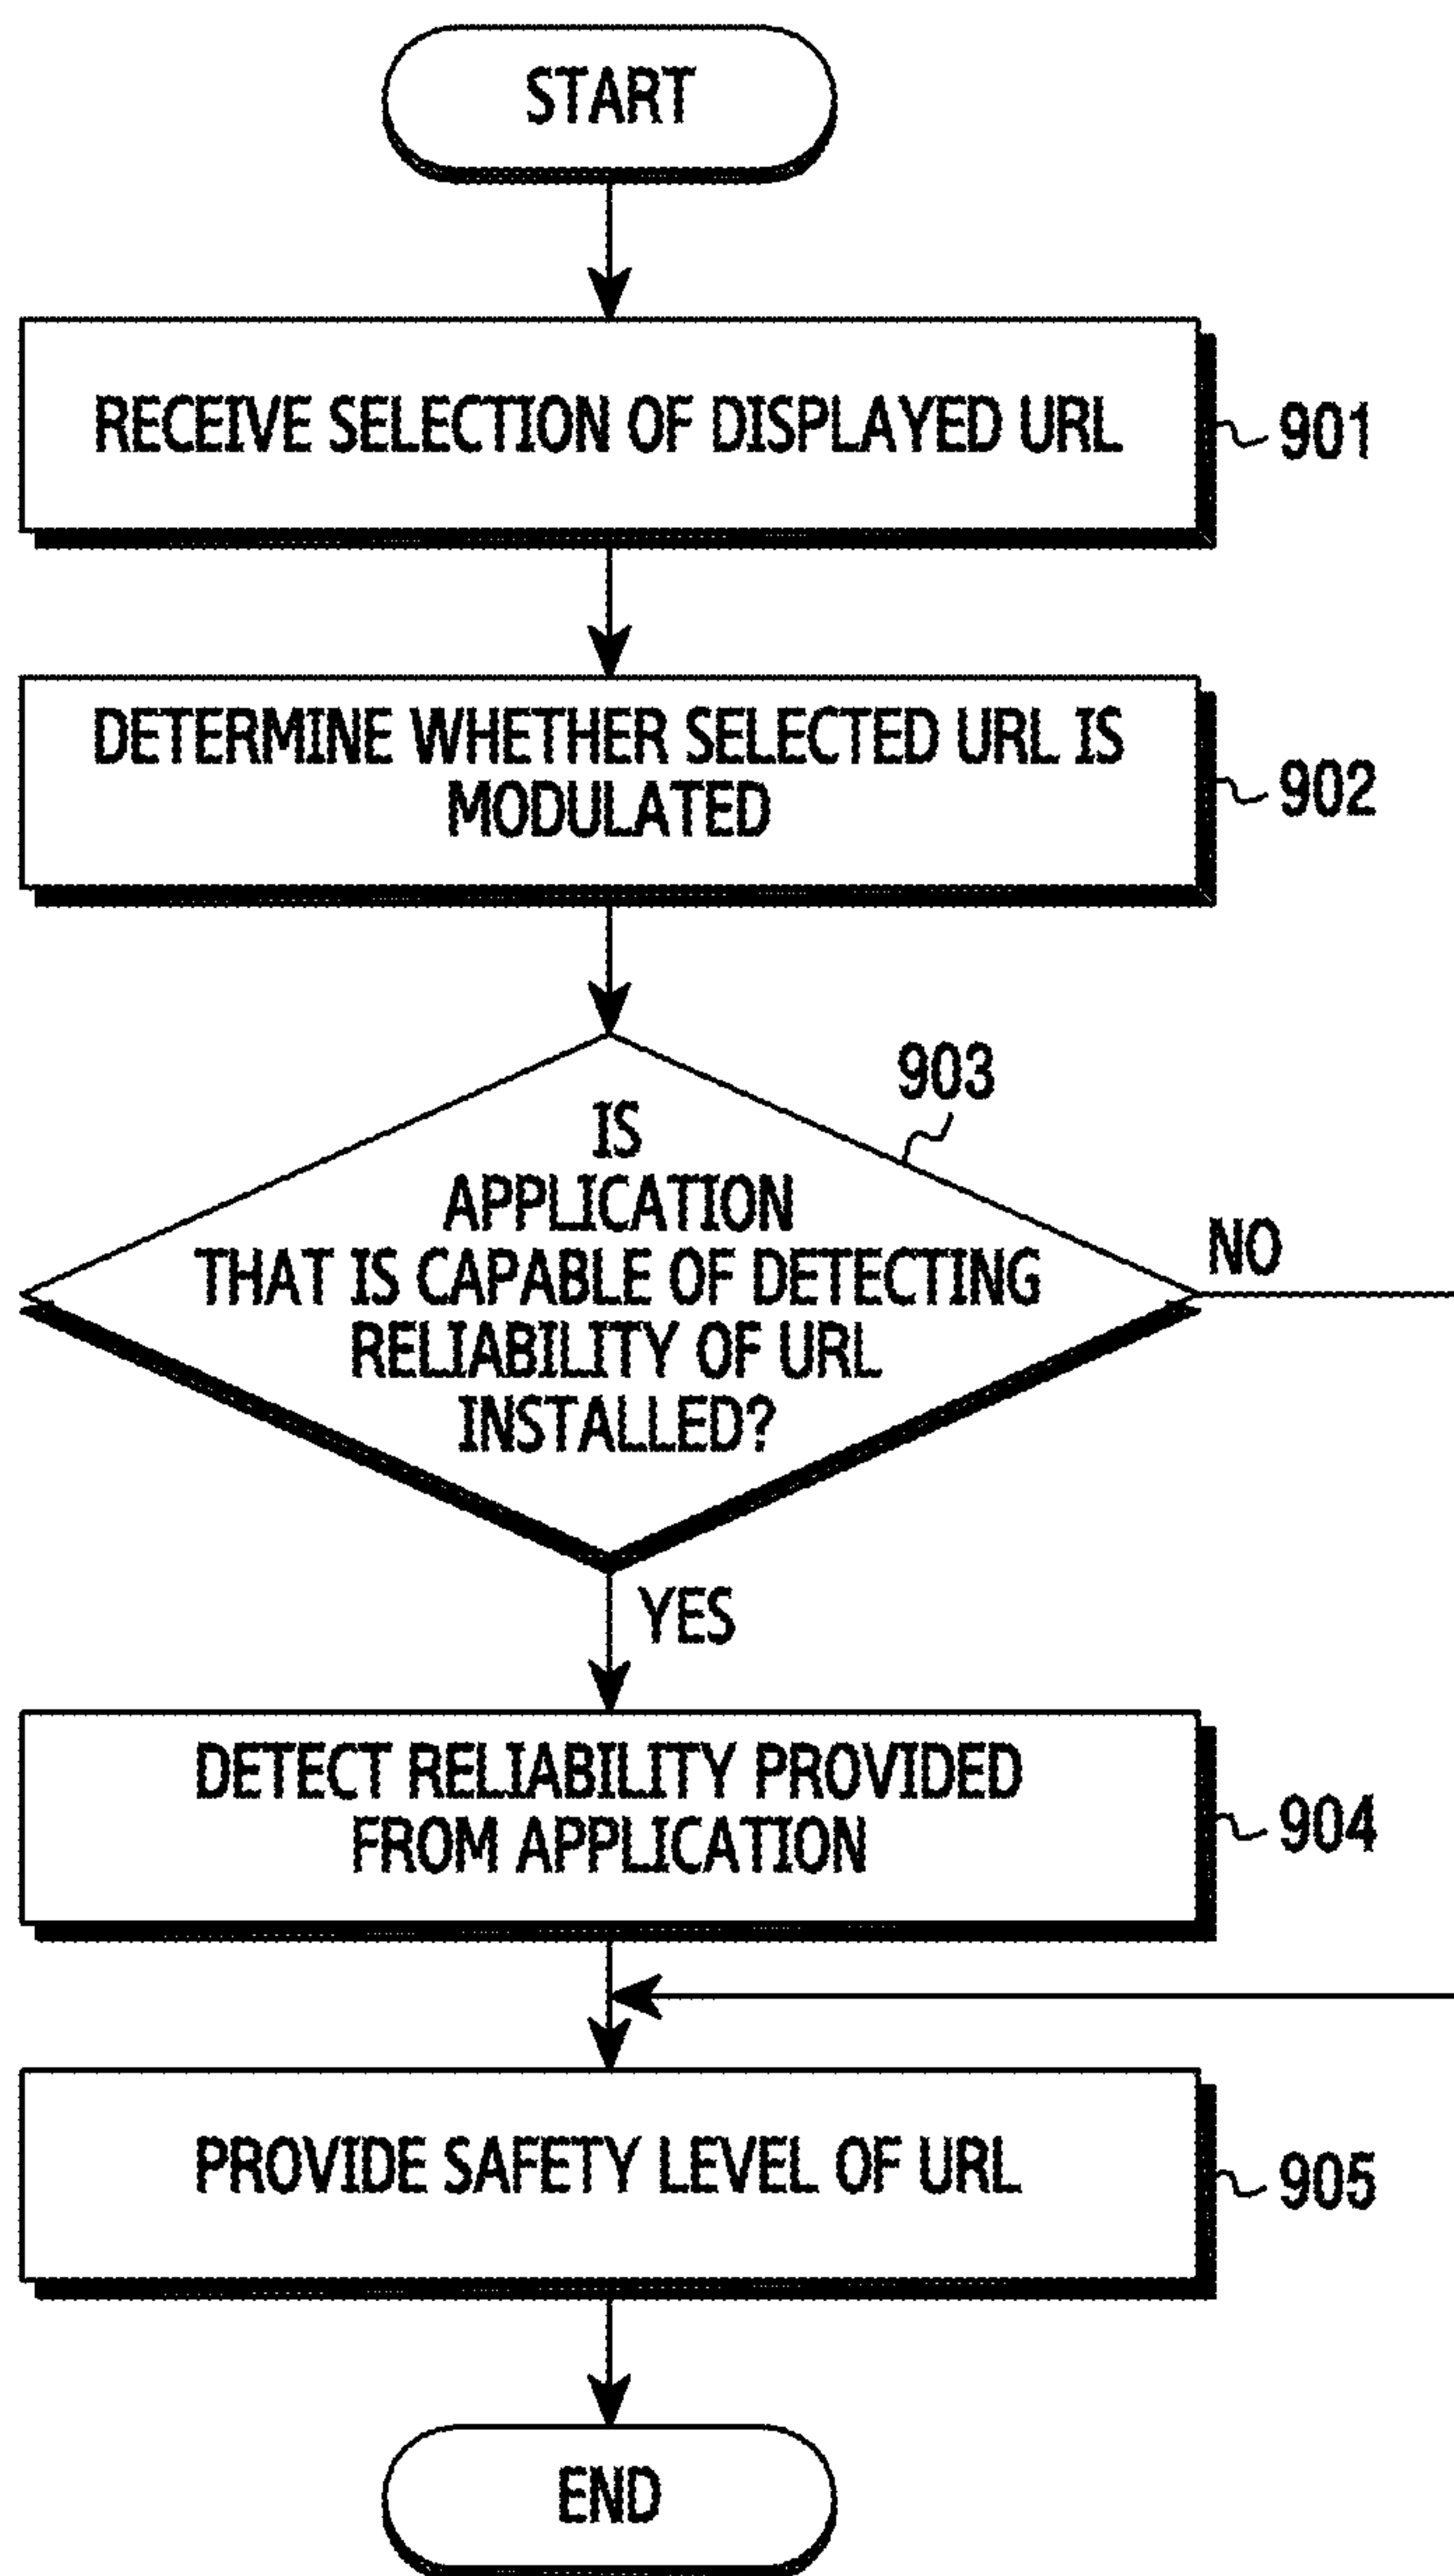 START
RECEIVE SELECTION OF DISPLAYED URL
901
DETERMINE WHETHER SELECTED URL IS
MODULATED
902
903
IS
APPLICATION
THAT IS CAPABLE OF DETECTING
RELIABILITY OF URL
INSTALLED?
NO
YES
DETECT RELIABILITY PROVIDED
FROM APPLICATION
904
PROVIDE SAFETY LEVEL OF URL
905
END